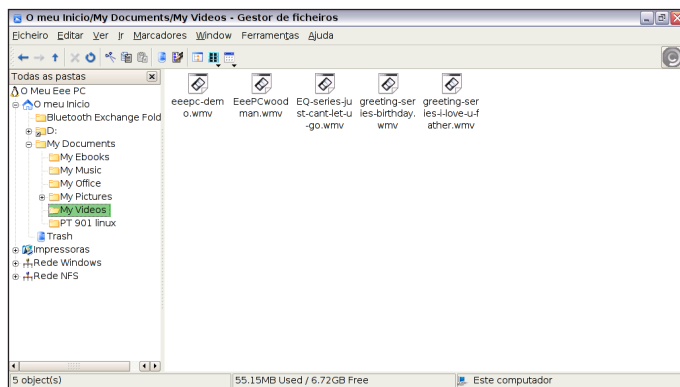 O meu Inicio/My Documents/My Videos - Gestor de ficheiros
Ficheiro Editar Ver Ir Marcadores Window Ferramentas Ajuda
Todas as pastas
O Meu Eee PC
O meu Inicio
Bluetooth Exchange Fold
D:
My Documents
My Ebooks
My Music
My Office
My Pictures
My Videos
PT 901 linux
Trash
Impressoras
Rede Windows
Rede NFS
eeepc-dem
o.wmv
EeePCwood
man.wmv
EQ-series-ju
st-cant-let-u
-go.wmv
greeting-ser
ies-birthday.
wmv
greeting-ser
ies-i-love-u-f
ather.wmv
5 object(s)
55.15MB Used / 6.72GB Free
Este computador